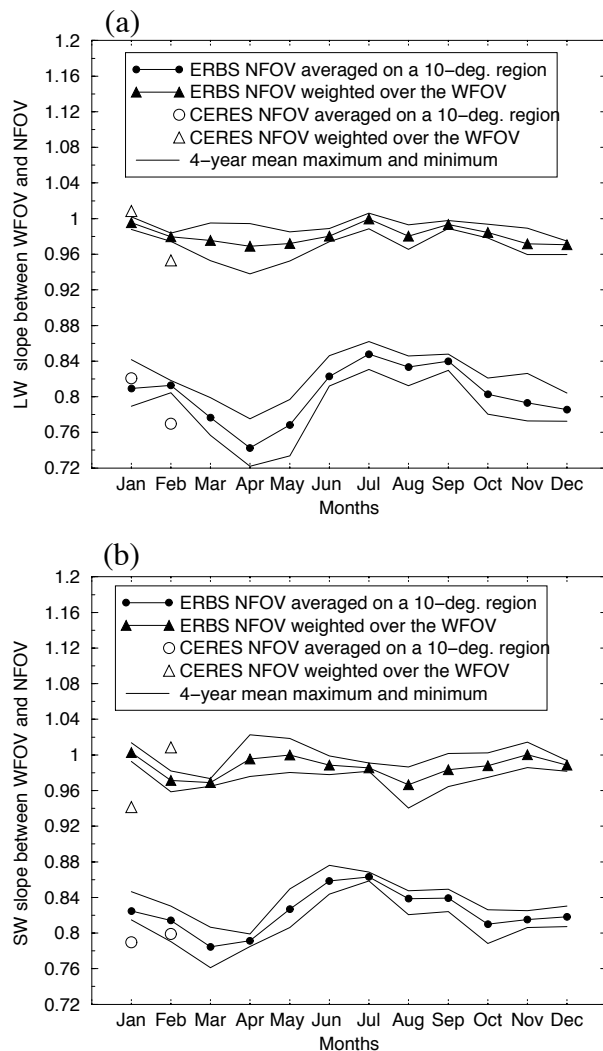 (a)
1.2
1.16
1.12
1.08
1.04
1
0.96
0.92
0.88
0.84
0.8
0.76
0.72
LW slope between WFOV and NFOV
ERBS NFOV averaged on a 10−deg. region
ERBS NFOV weighted over the WFOV
CERES NFOV averaged on a 10−deg. region
CERES NFOV weighted over the WFOV
4−year mean maximum and minimum
Jan Feb Mar Apr May Jun Jul Aug Sep Oct Nov Dec
Months
(b)
1.2
1.16
1.12
1.08
1.04
1
0.96
0.92
0.88
0.84
0.8
0.76
0.72
SW slope between WFOV and NFOV
ERBS NFOV averaged on a 10−deg. region
ERBS NFOV weighted over the WFOV
CERES NFOV averaged on a 10−deg. region
CERES NFOV weighted over the WFOV
4−year mean maximum and minimum
Jan Feb Mar Apr May Jun Jul Aug Sep Oct Nov Dec
Months